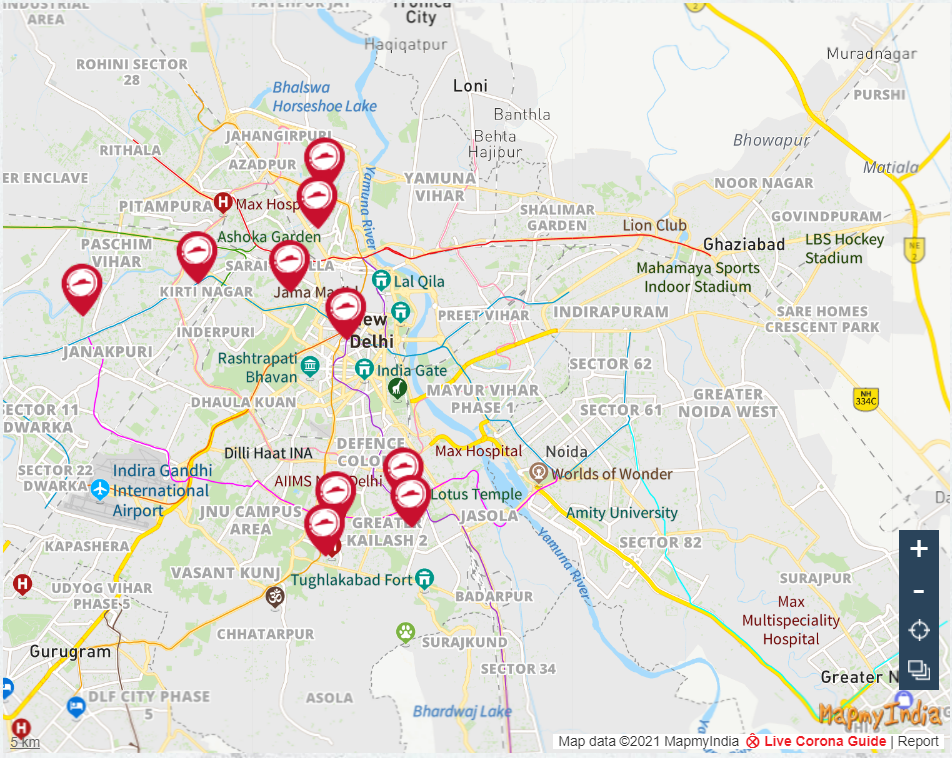 INDUSTRIAL
AREA
FATEHPUR JAT
Tronica
City
Haqiqatpur
Muradnagar
ROHINI SECTOR
28
Bhalswa
Horseshoe Lake
Loni
PURSHI
Banthla
JAHANGIRPURI
Behta
Hajipur
Bhowapur
RITHALA
AZADPUR
Matiala
ER ENCLAVE
YAMUNA
VIHAR
NOOR NAGAR
Yamuna River
PITAMPURA
H
Max Hosp
SHALIMAR
GARDEN
GOVINDPURAM
Lion Club
Ashoka Garden
PASCHIM
VIHAR
Ghaziabad
LBS Hockey
Stadium
NE
2
SARAI
LLA
Mahamaya Sports
Indoor Stadium
Lal Qila
KIRTI NAGAR
Jama Ma
INDERPURI
New
Delhi
PREET VIHAR
INDIRAPURAM
SARE HOMES
CRESCENT PARK
JANAKPURI
Rashtrapati
Bhavan
India Gate
SECTOR 62
MAYUR VIHAR
PHASE 1
GREATER
NOIDA WEST
NH
334C
DHAULA KUAN
SECTOR 11
DWARKA
SECTOR 61
DEFENCE
COLO
Dilli Haat INA
Max Hospital
Noida
SECTOR 22
DWARKA
Indira Gandhi
International
Airport
AIIMS N
Delhi
Worlds of Wonder
Lotus Temple
JNU CAMPUS
AREA
GREATER
KAILASH 2
JASOLA
Amity University
KAPASHERA
Yamuna River
SECTOR 82
VASANT KUNJ
Tughlakabad Fort
H
UDYOG VIHAR
PHASE 5
SURAJPUR
BADARPUR
Max
Multispeciality
Hospital
CHHATARPUR
SURAJKUND
Gurugram
SECTOR 34
Greater N
DLF CITY PHASE
5
ASOLA
Bhardwaj Lake
H
5 km
+
-
MapmyIndia
Map data ©2021 MapmyIndia Live Corona Guide | Report